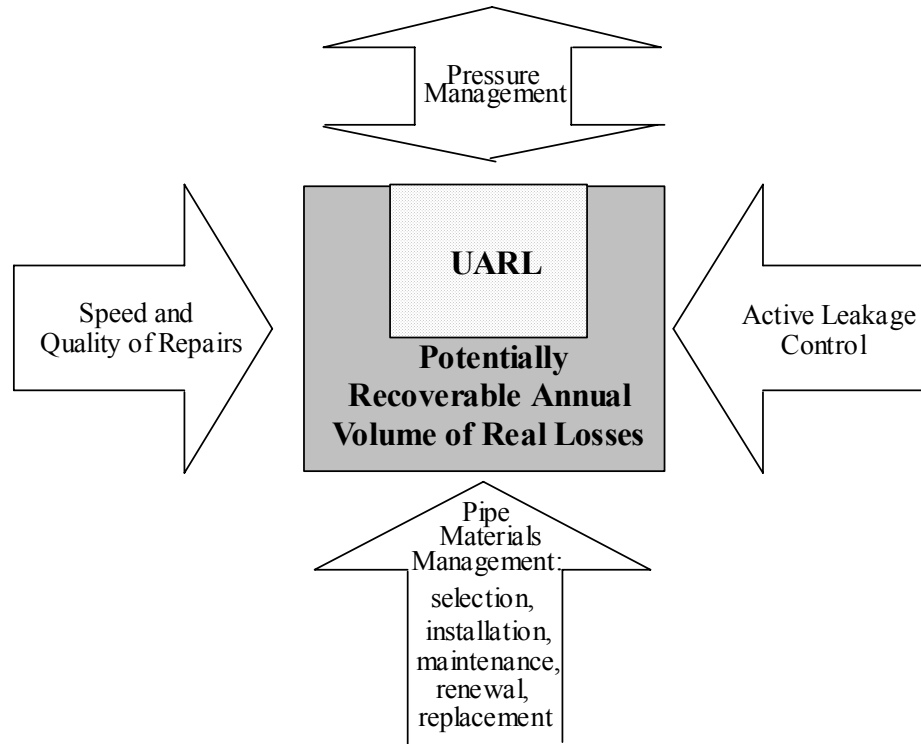 Pressure
Management
UARL
Speed and
Quality of Repairs
Potentially
Recoverable Annual
Volume of Real Losses
Active Leakage
Control
Pipe
Materials
Management:
selection,
installation,
maintenance,
renewal,
replacement